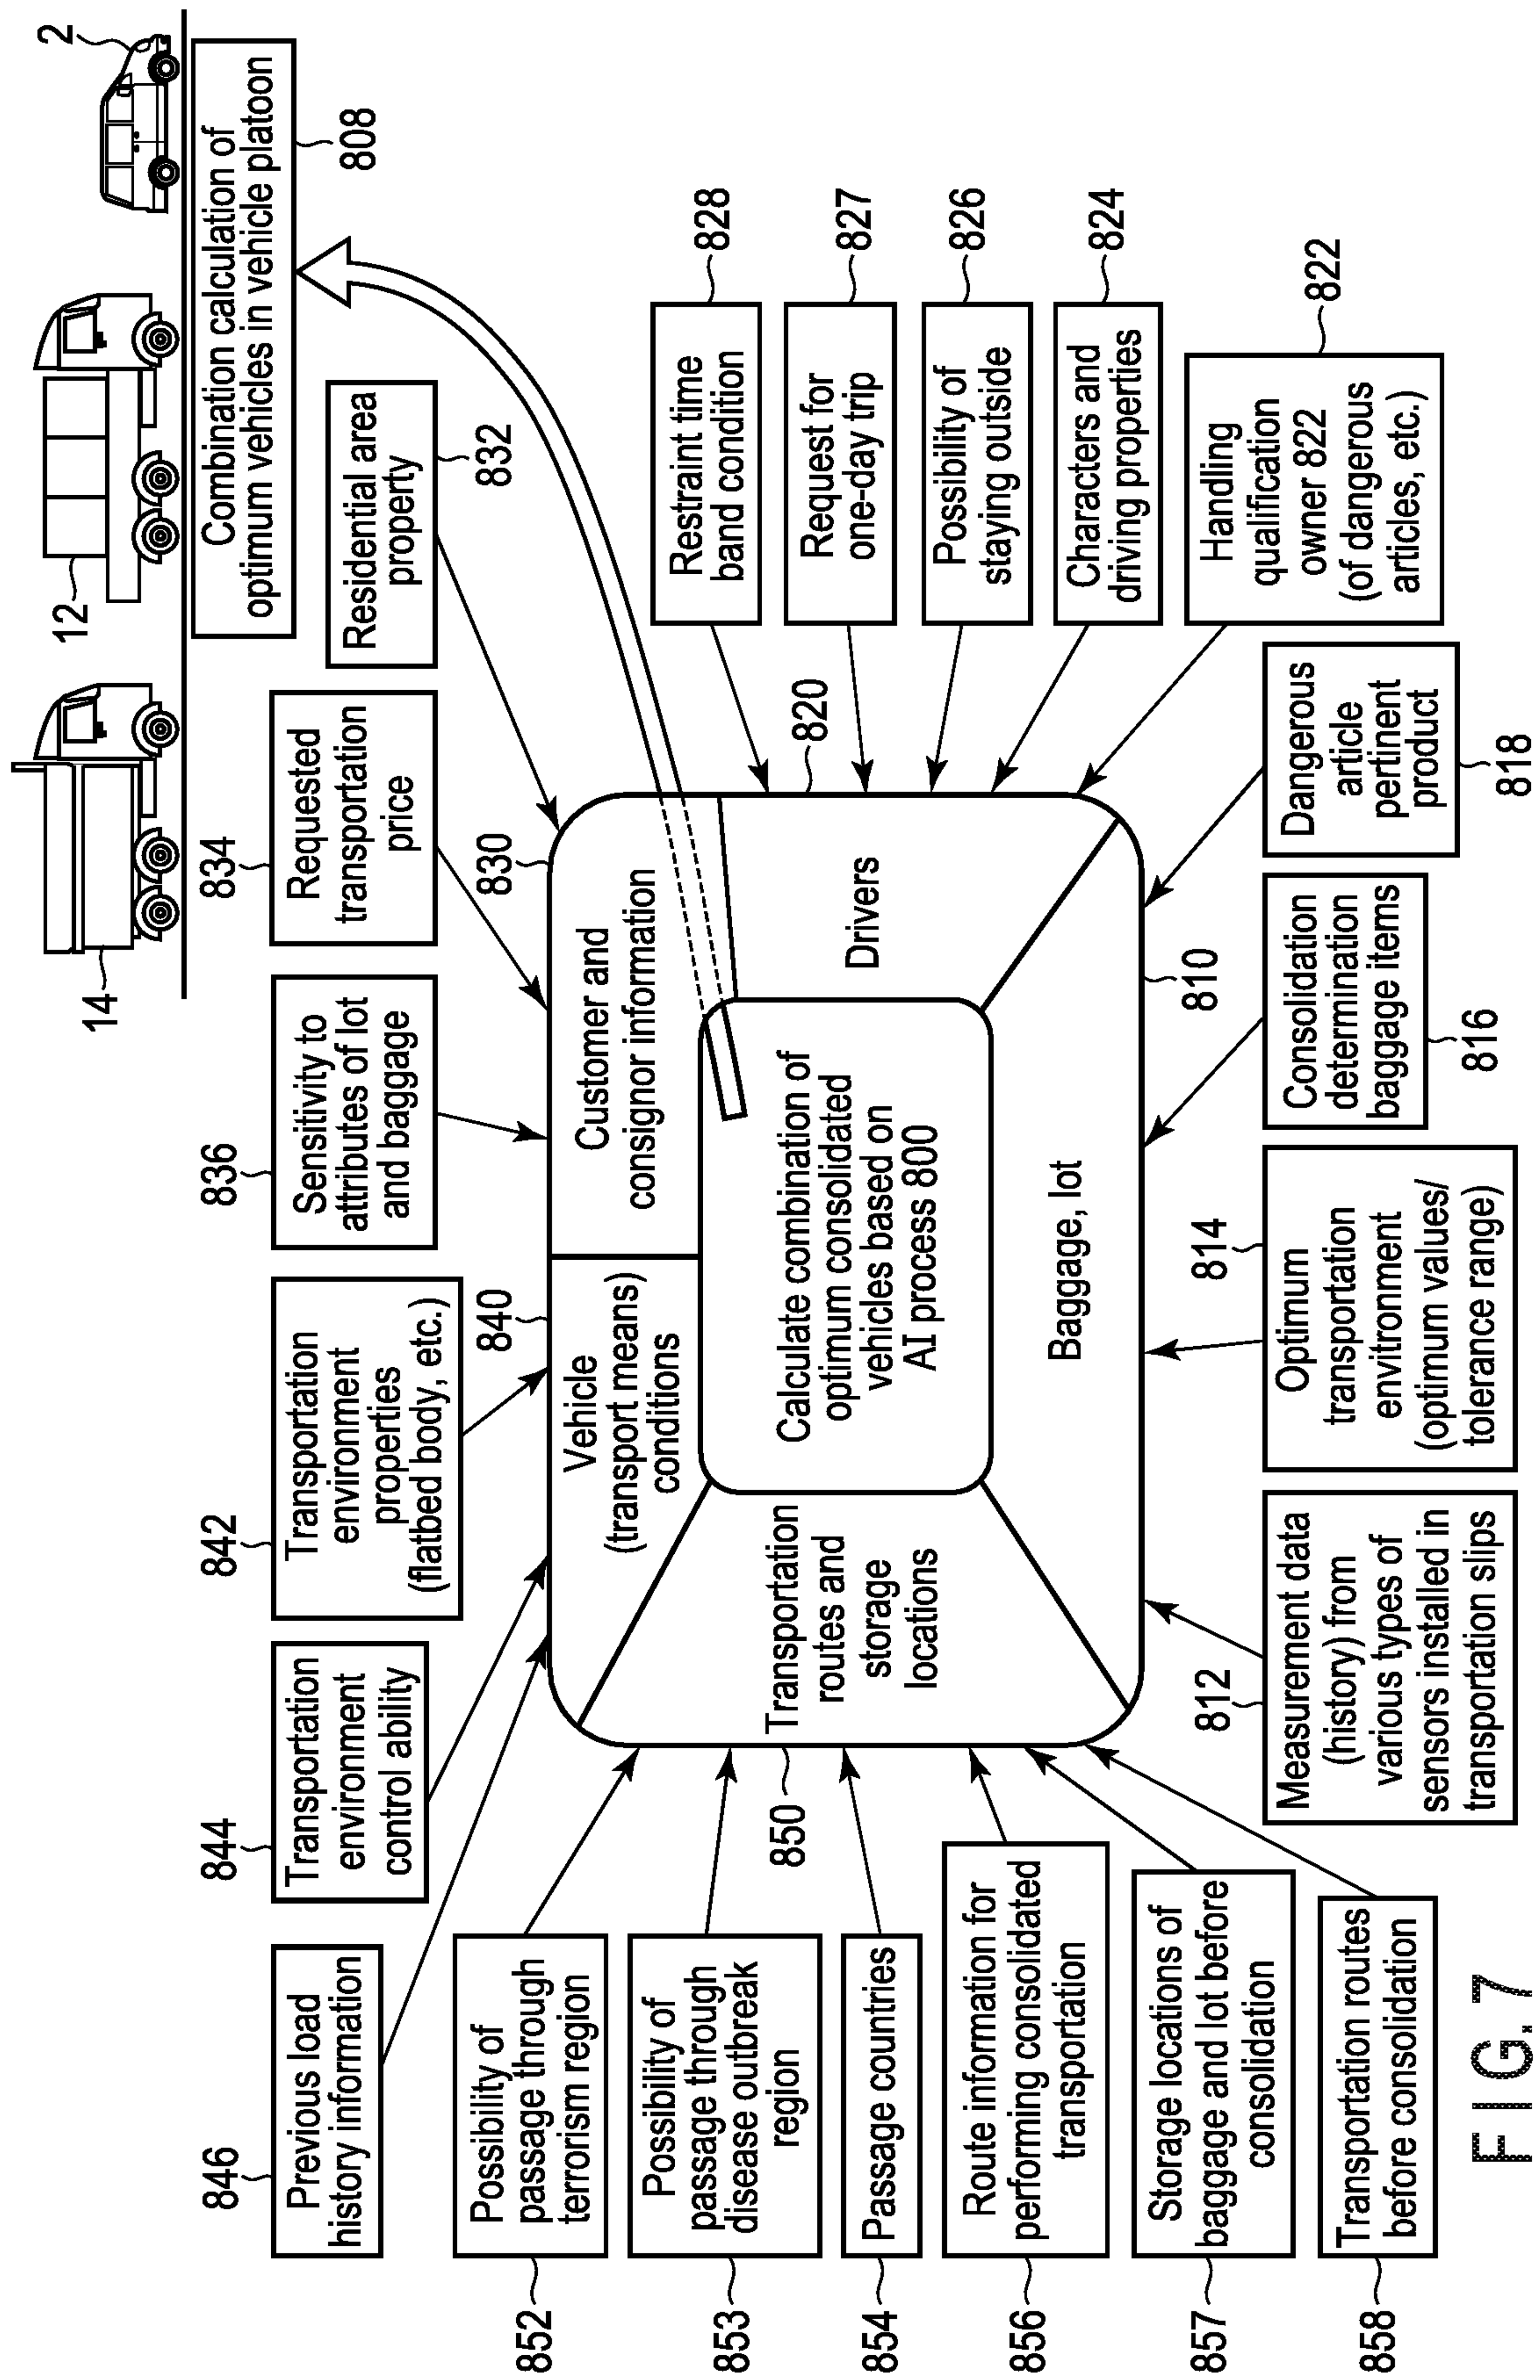 14
12
2
Combination calculation of
optimum vehicles in vehicle platoon
808
846
Previous load
history information
844
Transportation
environment
control ability
842
Transportation
environment
properties
(flatbed body, etc.)
836
Sensitivity to
attributes of lot
and baggage
834
Requested
transportation
price
Residential area
property
832
840
830
Vehicle
(transport means)
conditions
Customer and
consignor information
852
Possibility of
passage through
terrorism region
853
Possibility of
passage through
disease outbreak
region
854
Passage countries
856
Route information for
performing consolidated
transportation
857
Storage locations of
baggage and lot before
consolidation
858
Transportation routes
before consolidation
850
Transportation
routes and
storage
locations
Calculate combination of
optimum consolidated
vehicles based on
AI process 800
Drivers
820
Baggage, lot
810
Restraint time
band condition
828
Request for
one-day trip
827
Possibility of
staying outside
826
Characters and
driving properties
824
Handling
qualification
owner 822
(of dangerous
articles, etc.)
822
812
Measurement data
(history) from
various types of
sensors installed in
transportation slips
814
Optimum
transportation
environment
(optimum values/
tolerance range)
Consolidation
determination
baggage items
816
Dangerous
article
pertinent
product
818
FIG.7